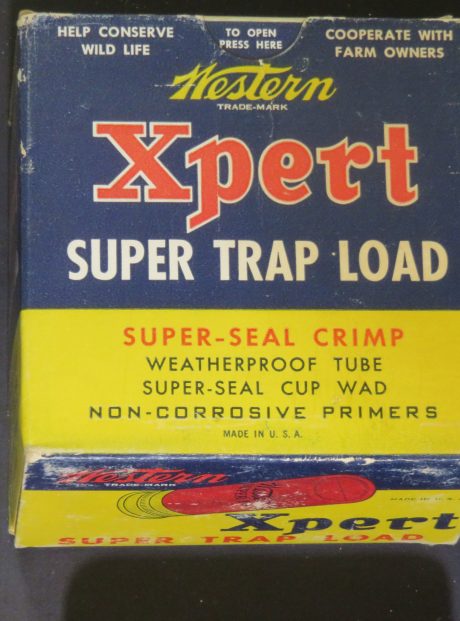 HELP CONSERVE
WILD LIFE
TO OPEN
PRESS HERE
COOPERATE WITH
FARM OWNERS
Western
TRADE-MARK
Xpert
SUPER TRAP LOAD
SUPER-SEAL CRIMP
WEATHERPROOF TUBE
SUPER-SEAL CUP WAD
NON-CORROSIVE PRIMERS
MADE IN U. S. A.
Western
TRADE-MARK
MADE IN U.S.
Xpert
SUPER TRAP LOAD